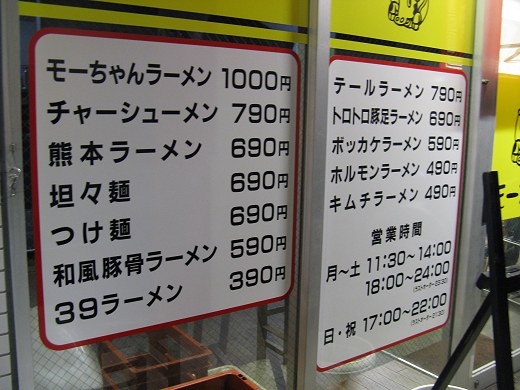 モーちゃんラーメン 1000円
チャーシューメン 790円
熊本ラーメン 690円
坦々麺 690円
つけ麺 690円
和風豚骨ラーメン 590円
39ラーメン 390円
テールラーメン 790円
トロトロ豚足ラーメン 690円
ボッカケラーメン 590円
ホルモンラーメン 490円
キムチラーメン 490円
営業時間
月〜土 11:30〜14:00
18:00〜24:00
日・祝 17:00〜22:00